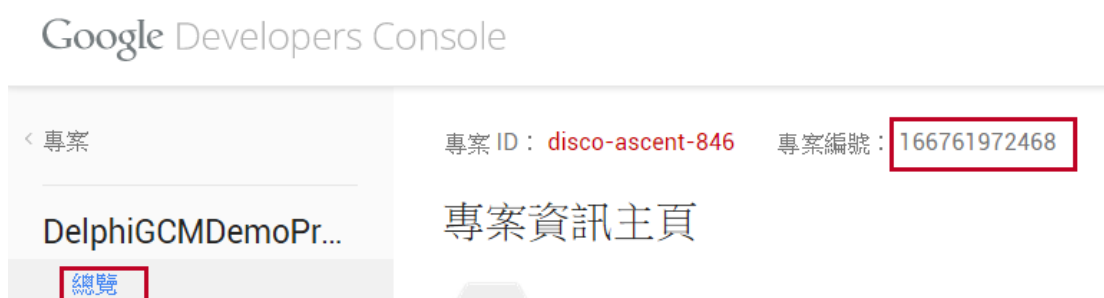 Google Developers Console
< 專案
專案 ID： disco-ascent-846 專案編號：166761972468
DelphiGCMDemoPr...
專案資訊主頁
總覽